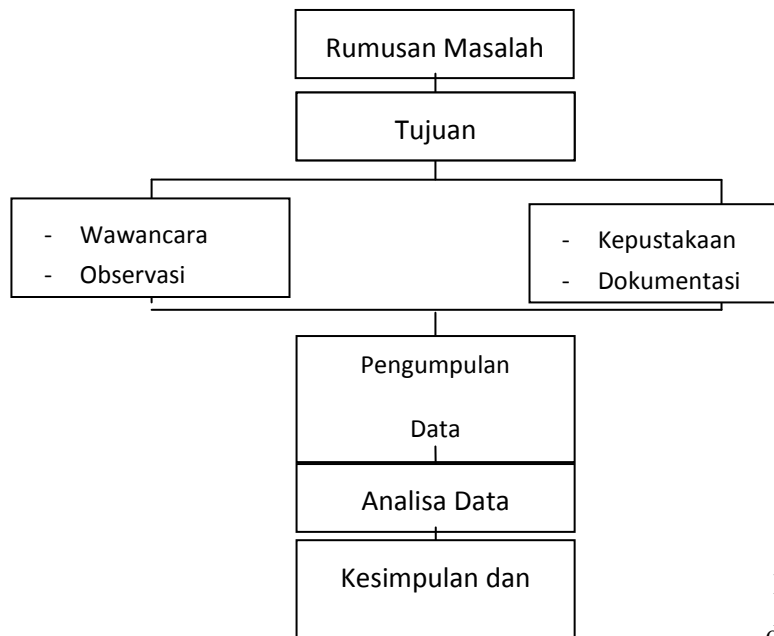 Rumusan Masalah
Tujuan
- Wawancara
- Observasi
- Kepustakaan
- Dokumentasi
Pengumpulan
Data
Analisa Data
Kesimpulan dan